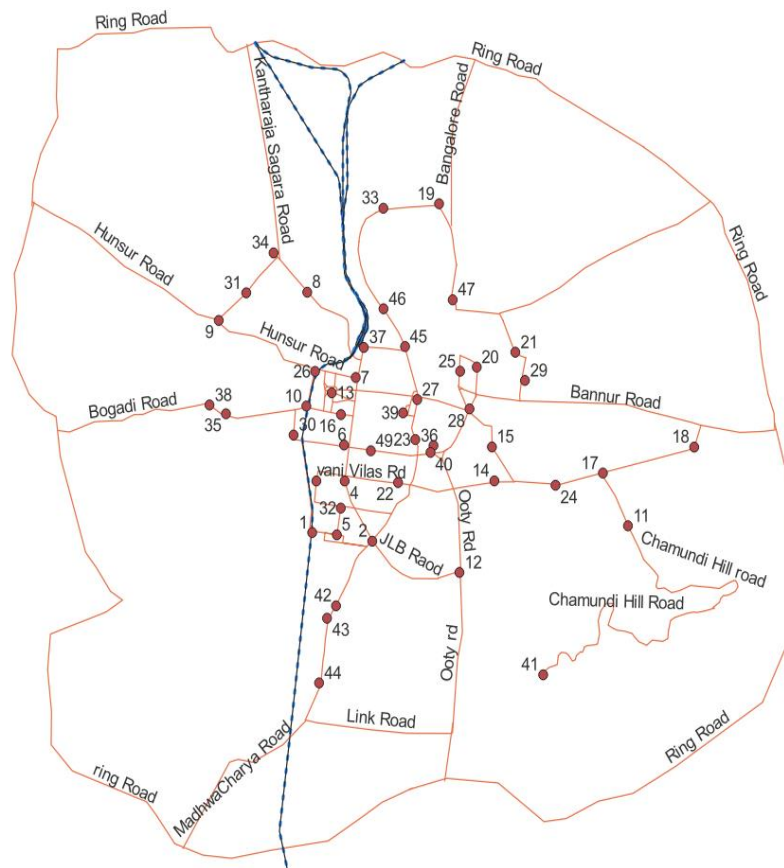 Ring Road
Ring Road
Kantharaja Sagara Road
Bangalore Road
33
19
Hunsur Road
Ring Road
34
31
8
9
46
47
37
45
Hunsur Road
21
26
7
25
20
29
13
27
38
10
Bannur Road
Bogadi Road
35
16
39
28
30
6
49
23
36
15
18
40
vani Vilas Rd
17
4
22
14
24
32
Ooty Rd
11
1
5
2
JLB Raod
12
Chamundi Hill road
Chamundi Hill Road
42
43
Ooty rd
41
44
Link Road
MadhwaCharya Road
Ring Road
ring Road